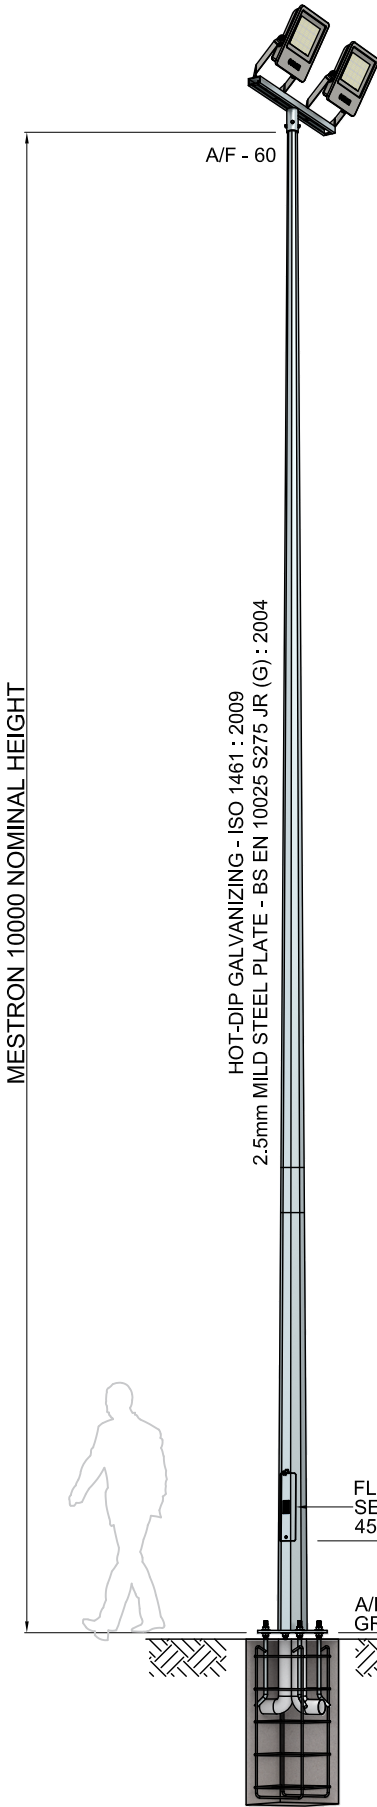 A/F - 60
MESTRON 10000 NOMINAL HEIGHT
HOT-DIP GALVANIZING - ISO 1461 : 2009
2.5mm MILD STEEL PLATE - BS EN 10025 S275 JR (G) : 2004
FL
SE
45
A/
GR